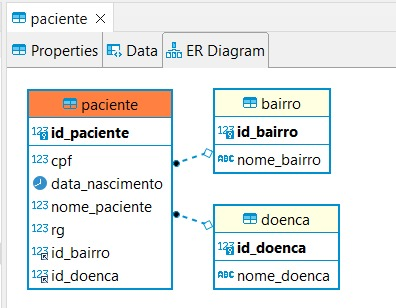 paciente
Properties Data ER Diagram
paciente
123 id_paciente
123 cpf
data_nascimento
123 nome_paciente
123 rg
123 id_bairro
123 id_doenca
bairro
123 id_bairro
ABC nome_bairro
doenca
123 id_doenca
ABC nome_doenca